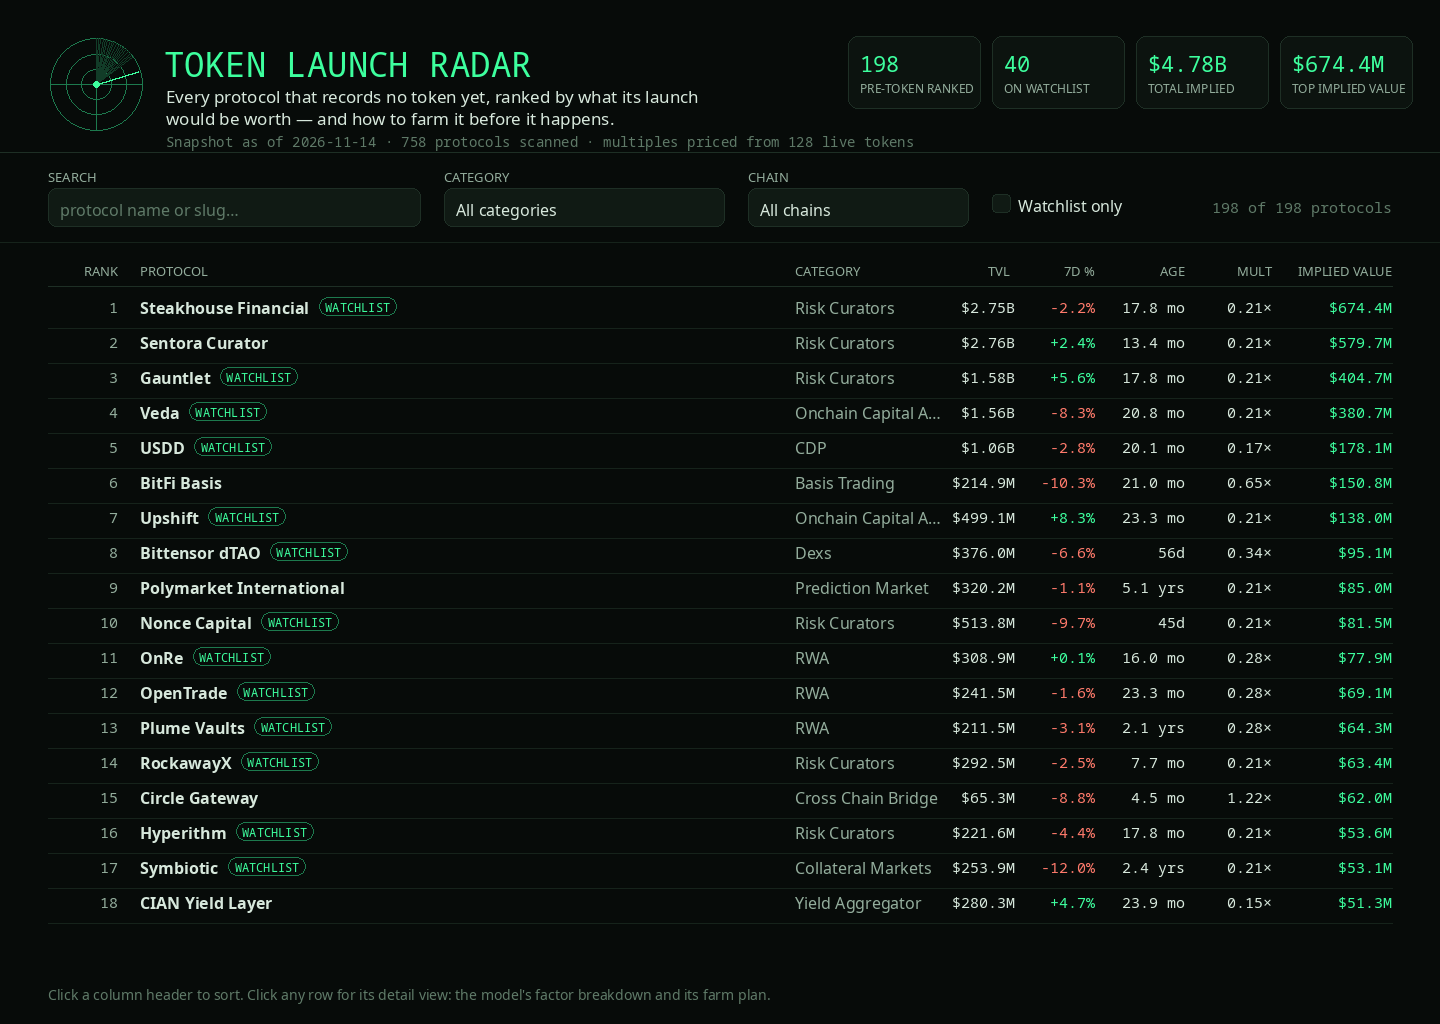 TOKEN LAUNCH RADAR
Every protocol that records no token yet, ranked by what its launch
would be worth — and how to farm it before it happens.
Snapshot as of 2026-11-14 · 758 protocols scanned · multiples priced from 128 live tokens
198
PRE-TOKEN RANKED
40
ON WATCHLIST
$4.78B
TOTAL IMPLIED
$674.4M
TOP IMPLIED VALUE
SEARCH
protocol name or slug…
CATEGORY
All categories
CHAIN
All chains
Watchlist only
198 of 198 protocols
RANK PROTOCOL CATEGORY TVL 7D % AGE MULT IMPLIED VALUE
1 Steakhouse Financial WATCHLIST Risk Curators $2.75B -2.2% 17.8 mo 0.21× $674.4M
2 Sentora Curator Risk Curators $2.76B +2.4% 13.4 mo 0.21× $579.7M
3 Gauntlet WATCHLIST Risk Curators $1.58B +5.6% 17.8 mo 0.21× $404.7M
4 Veda WATCHLIST Onchain Capital A… $1.56B -8.3% 20.8 mo 0.21× $380.7M
5 USDD WATCHLIST CDP $1.06B -2.8% 20.1 mo 0.17× $178.1M
6 BitFi Basis Basis Trading $214.9M -10.3% 21.0 mo 0.65× $150.8M
7 Upshift WATCHLIST Onchain Capital A… $499.1M +8.3% 23.3 mo 0.21× $138.0M
8 Bittensor dTAO WATCHLIST Dexs $376.0M -6.6% 56d 0.34× $95.1M
9 Polymarket International Prediction Market $320.2M -1.1% 5.1 yrs 0.21× $85.0M
10 Nonce Capital WATCHLIST Risk Curators $513.8M -9.7% 45d 0.21× $81.5M
11 OnRe WATCHLIST RWA $308.9M +0.1% 16.0 mo 0.28× $77.9M
12 OpenTrade WATCHLIST RWA $241.5M -1.6% 23.3 mo 0.28× $69.1M
13 Plume Vaults WATCHLIST RWA $211.5M -3.1% 2.1 yrs 0.28× $64.3M
14 RockawayX WATCHLIST Risk Curators $292.5M -2.5% 7.7 mo 0.21× $63.4M
15 Circle Gateway Cross Chain Bridge $65.3M -8.8% 4.5 mo 1.22× $62.0M
16 Hyperithm WATCHLIST Risk Curators $221.6M -4.4% 17.8 mo 0.21× $53.6M
17 Symbiotic WATCHLIST Collateral Markets $253.9M -12.0% 2.4 yrs 0.21× $53.1M
18 CIAN Yield Layer Yield Aggregator $280.3M +4.7% 23.9 mo 0.15× $51.3M
Click a column header to sort. Click any row for its detail view: the model's factor breakdown and its farm plan.